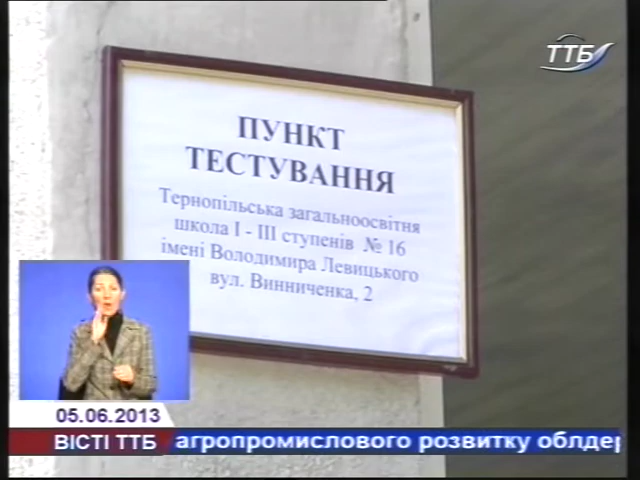 ТТБ
ПУНКТ
ТЕСТУВАННЯ
Тернопільська загальноосвітня
школа І - ІІІ ступенів № 16
імені Володимира Левицького
вул. Винниченка, 2
05.06.2013
ВІСТІ ТТБ агропромислового розвитку облдер